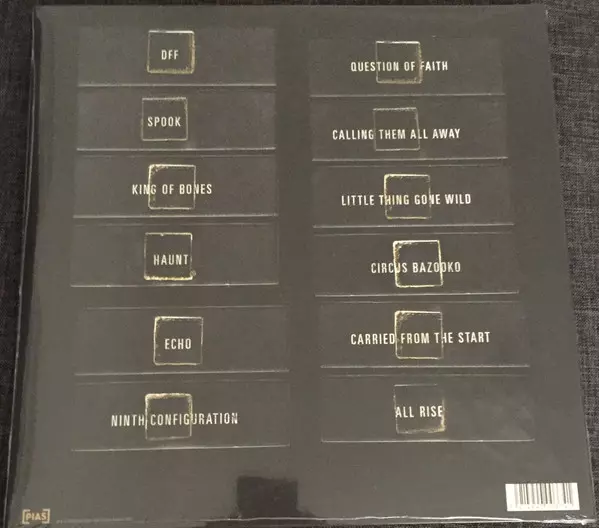 DFF
SPOOK
KING OF BONES
HAUNT
ECHO
NINTH CONFIGURATION
QUESTION OF FAITH
CALLING THEM ALL AWAY
LITTLE THING GONE WILD
CIRCUS BAZOOKO
CARRIED FROM THE START
ALL RISE
[PIAS]